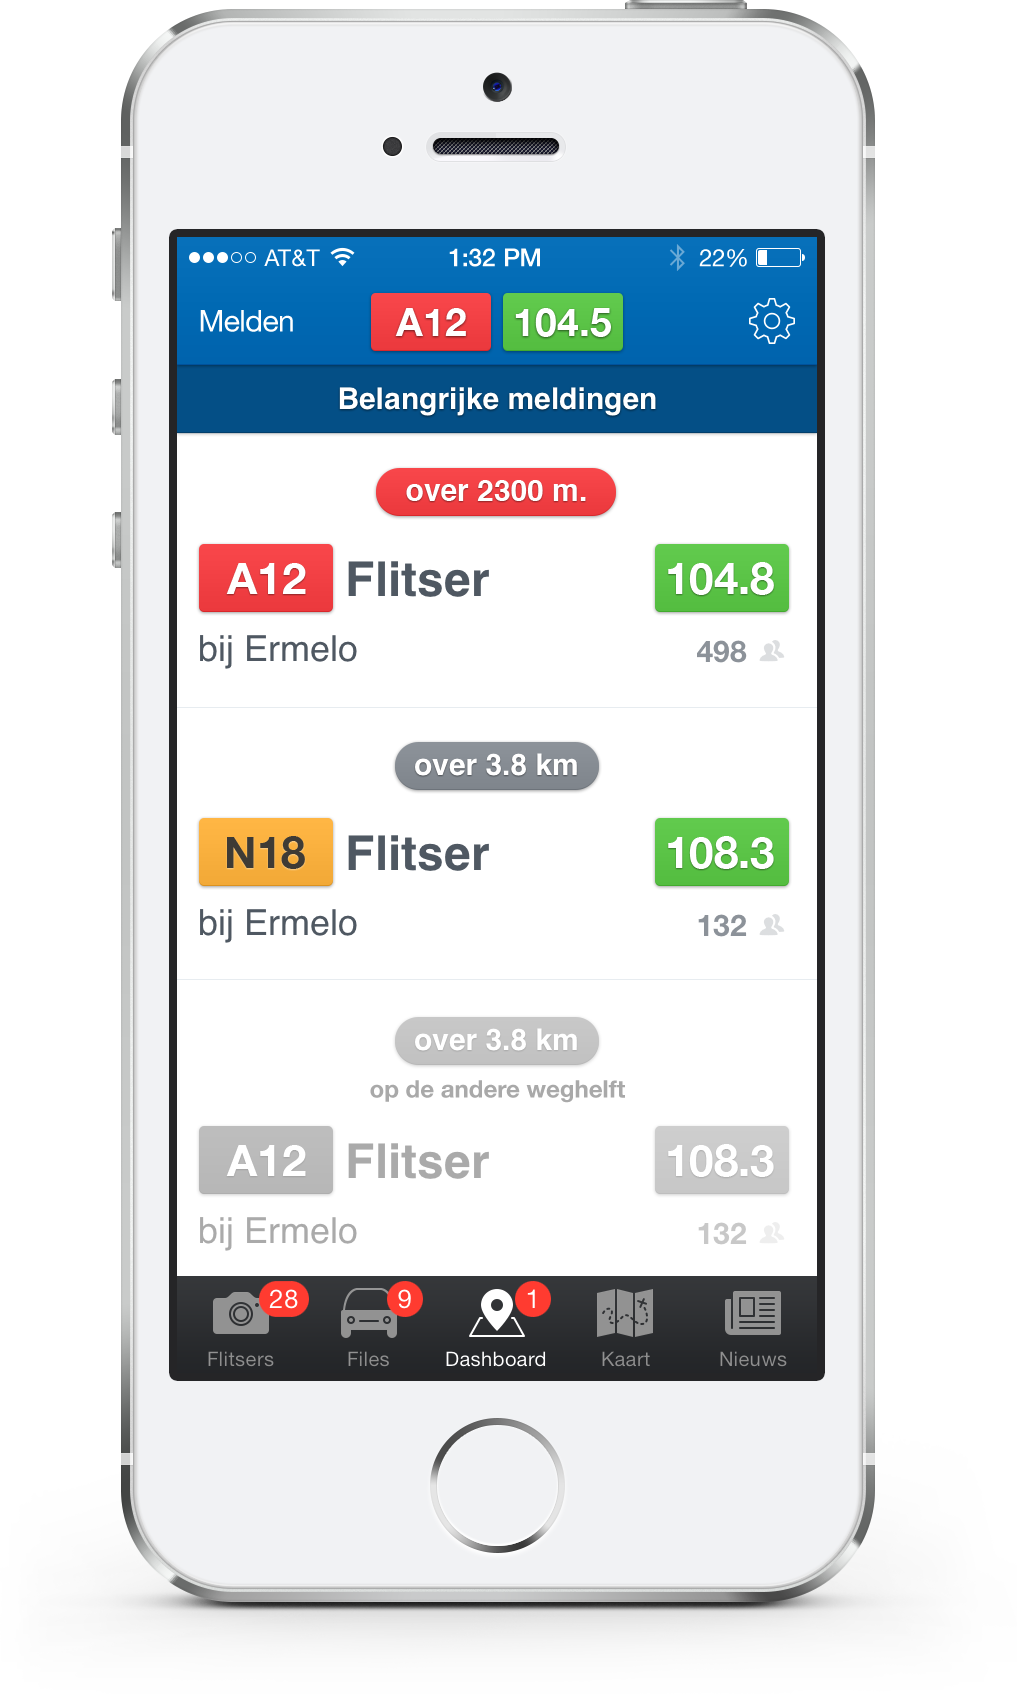 AT&T 1:32 PM 22%
Melden A12 104.5
Belangrijke meldingen
over 2300 m.
A12 Flitser 104.8
bij Ermelo 498
over 3.8 km
N18 Flitser 108.3
bij Ermelo 132
over 3.8 km
op de andere weghelft
A12 Flitser 108.3
bij Ermelo 132
28 9 1
Flitsers Files Dashboard Kaart Nieuws